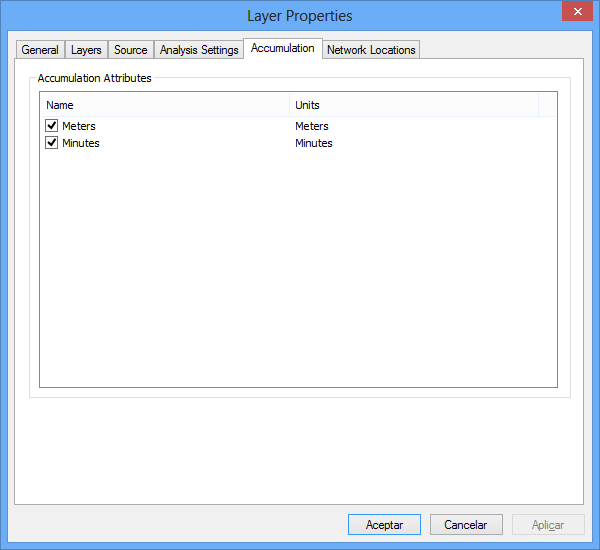 Layer Properties
General Layers Source Analysis Settings Accumulation Network Locations
Accumulation Attributes
Name Units
Meters Meters
Minutes Minutes
Aceptar Cancelar Aplicar